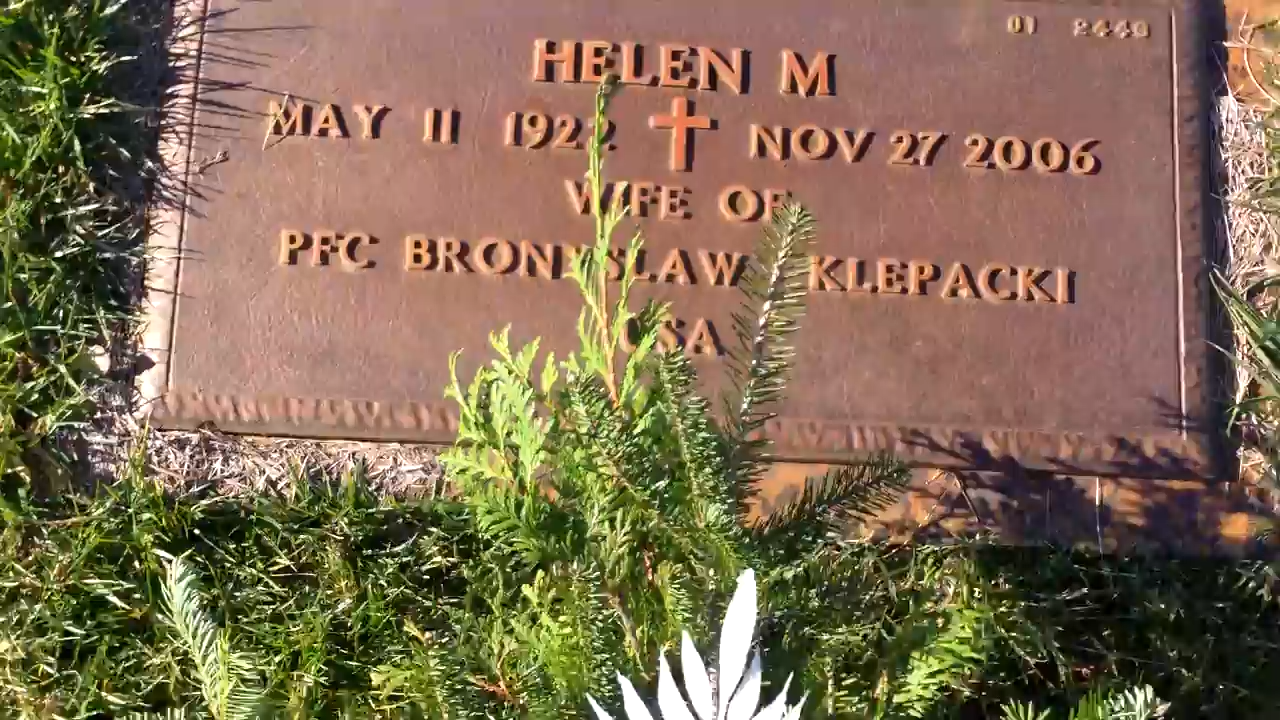 01 2440
HELEN M
MAY 11 1922 NOV 27 2006
WIFE OF
PFC BRONISLAW KLEPACKI
USA